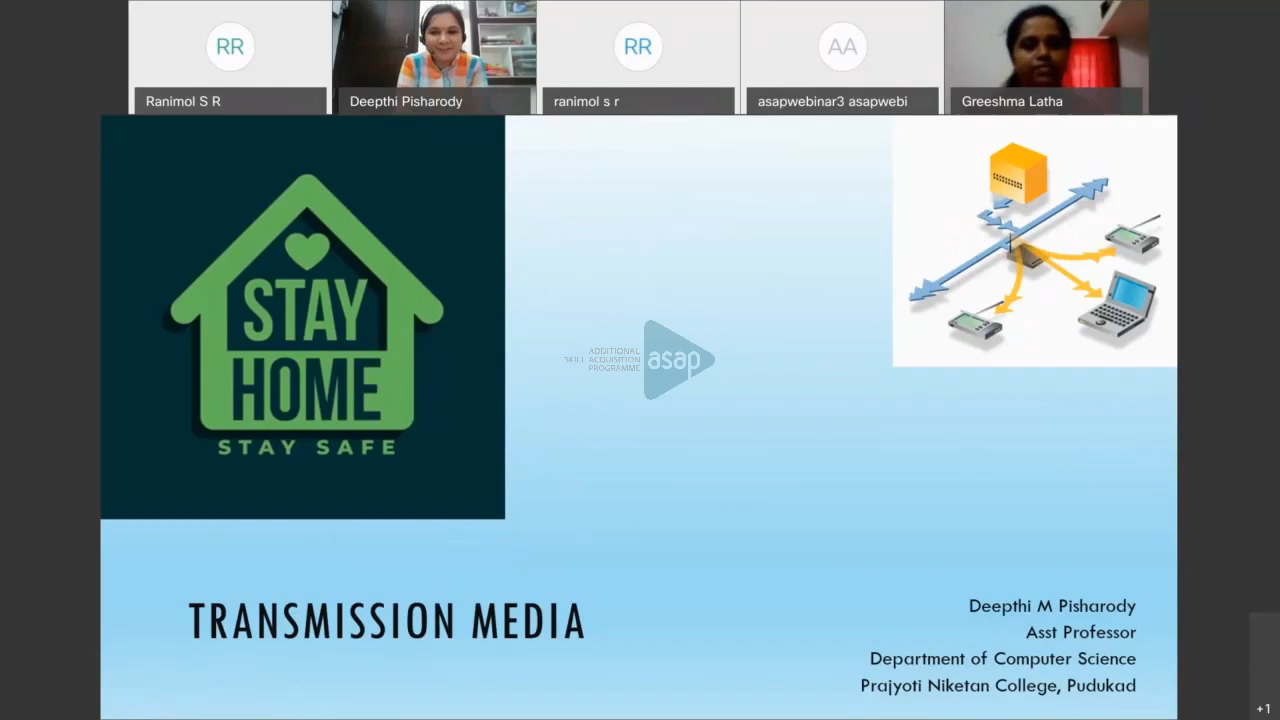 RR
RR
AA
Ranimol S R
Deepthi Pisharody
ranimol s r
asapwebinar3 asapwebi
Greeshma Latha
STAY
HOME
STAY SAFE
ADDITIONAL
SKILL ACQUISITION
PROGRAMME
asap
TRANSMISSION MEDIA
Deepthi M Pisharody
Asst Professor
Department of Computer Science
Prajyoti Niketan College, Pudukad
+1